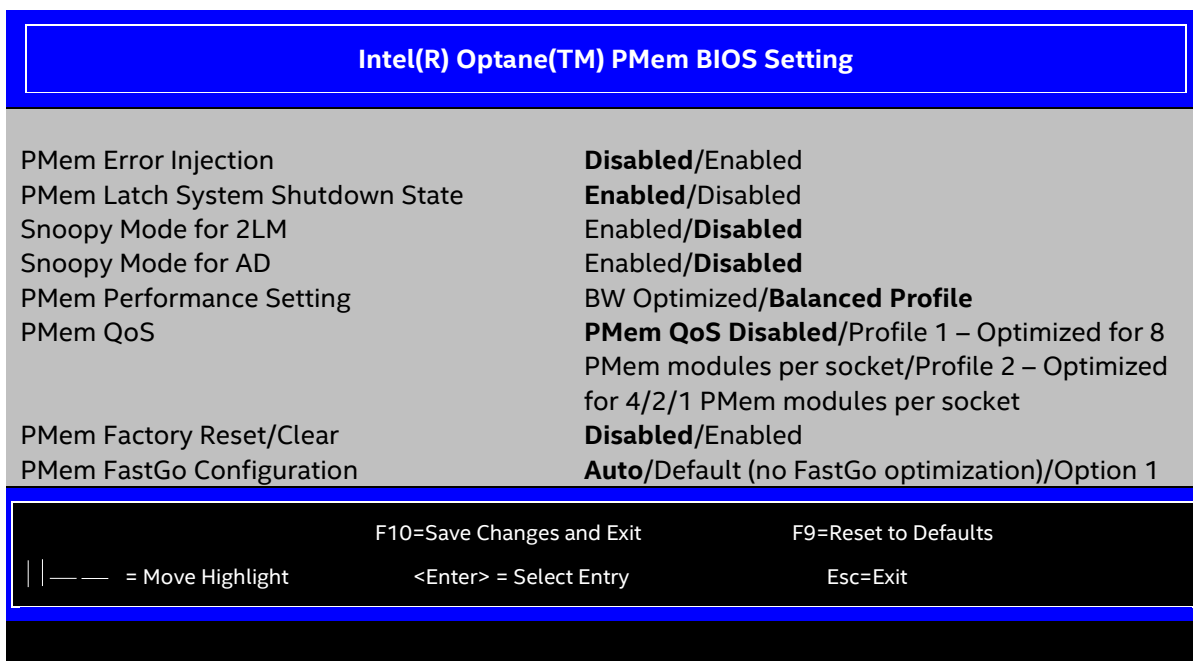 Intel(R) Optane(TM) PMem BIOS Setting
PMem Error Injection Disabled/Enabled
PMem Latch System Shutdown State Enabled/Disabled
Snoopy Mode for 2LM Enabled/Disabled
Snoopy Mode for AD Enabled/Disabled
PMem Performance Setting BW Optimized/Balanced Profile
PMem QoS PMem QoS Disabled/Profile 1 – Optimized for 8
PMem modules per socket/Profile 2 – Optimized
for 4/2/1 PMem modules per socket
PMem Factory Reset/Clear Disabled/Enabled
PMem FastGo Configuration Auto/Default (no FastGo optimization)/Option 1
F10=Save Changes and Exit F9=Reset to Defaults
= Move Highlight <Enter> = Select Entry Esc=Exit